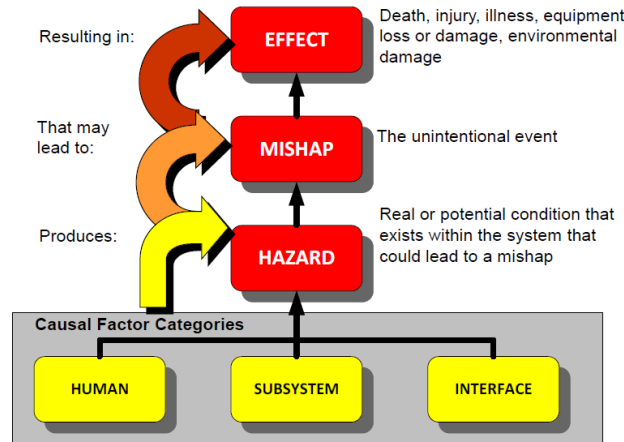 Resulting in:
EFFECT
Death, injury, illness, equipment
loss or damage, environmental
damage
That may
lead to:
MISHAP
The unintentional event
Produces:
HAZARD
Real or potential condition that
exists within the system that
could lead to a mishap
Causal Factor Categories
HUMAN
SUBSYSTEM
INTERFACE